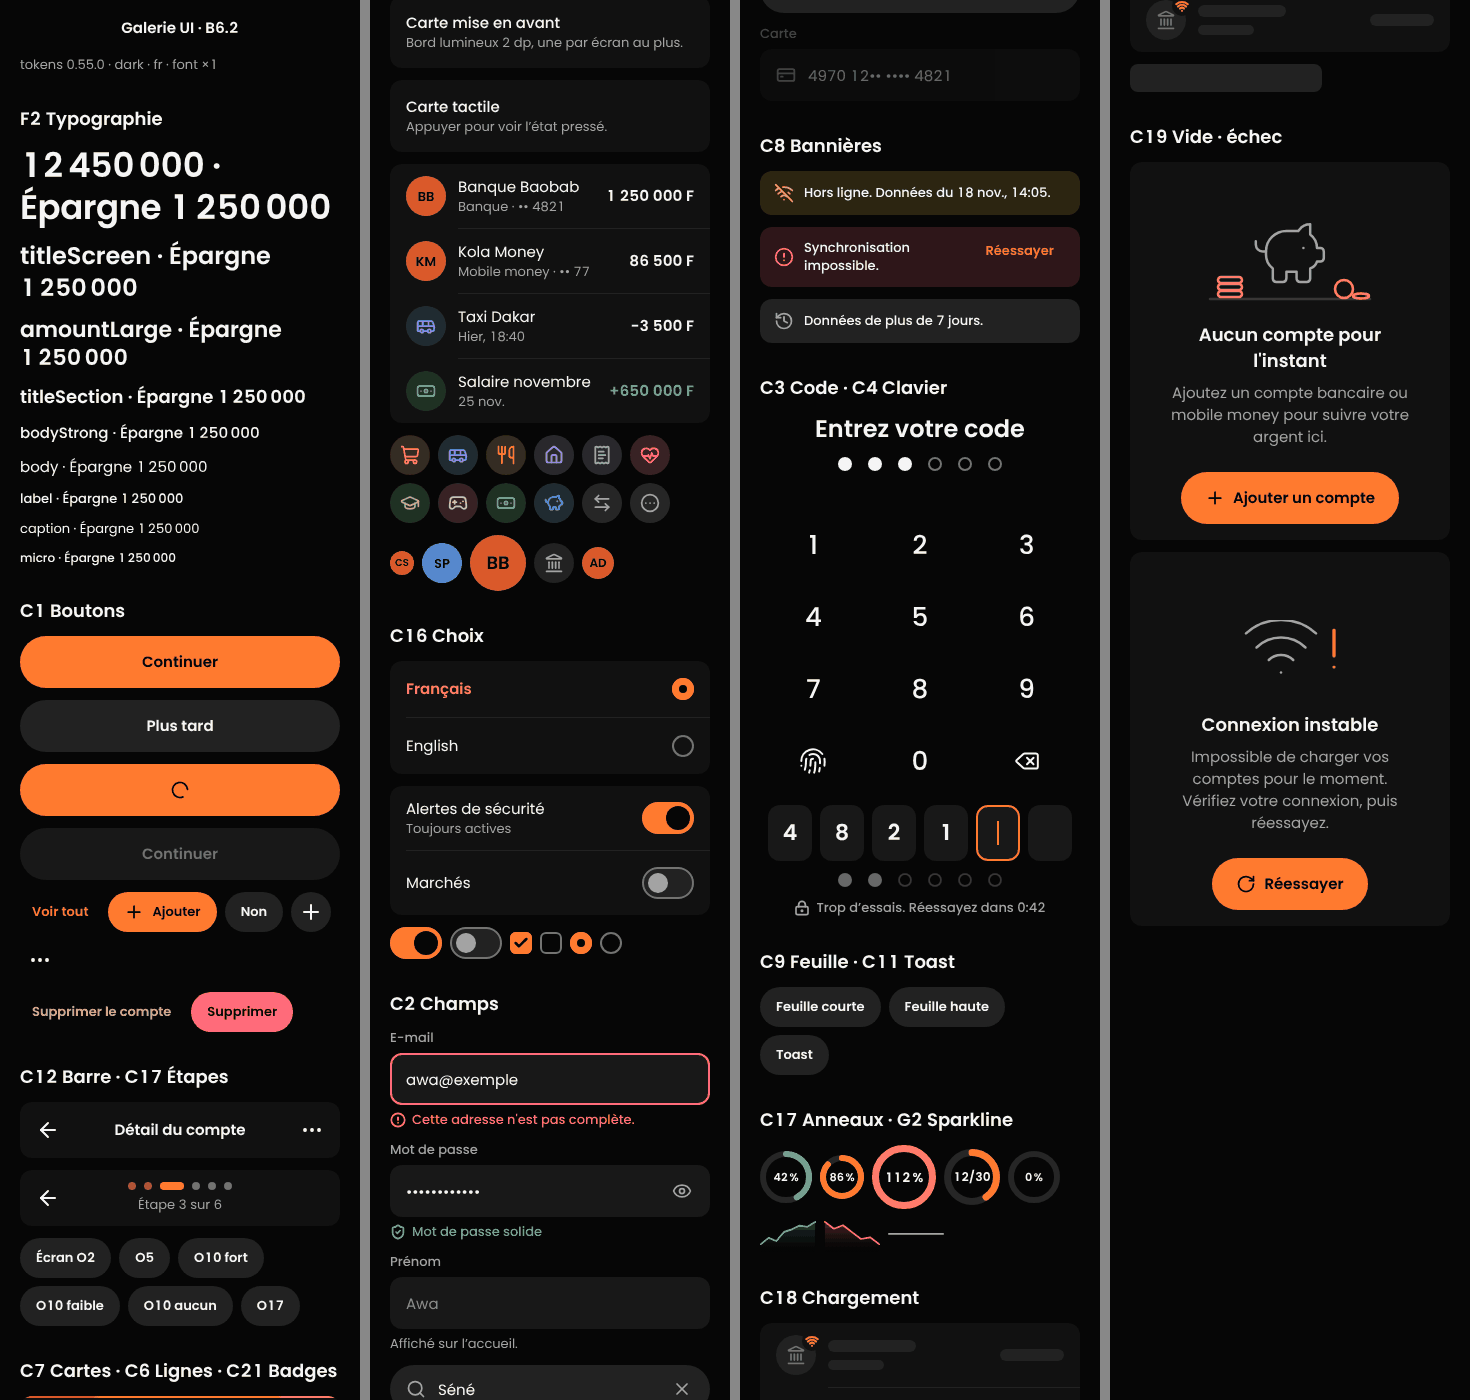 Galerie UI · B6.2
tokens 0.55.0 · dark · fr · font ×1
F2 Typographie
12 450 000 ·
Épargne 1 250 000
titleScreen · Épargne
1 250 000
amountLarge · Épargne
1 250 000
titleSection · Épargne 1 250 000
bodyStrong · Épargne 1 250 000
body · Épargne 1 250 000
label · Épargne 1 250 000
caption · Épargne 1 250 000
micro · Épargne 1 250 000
C1 Boutons
Continuer
Plus tard
Continuer
Voir tout
Ajouter
Non
Supprimer le compte
Supprimer
C12 Barre · C17 Étapes
Détail du compte
Étape 3 sur 6
Écran O2
O5
O10 fort
O10 faible
O10 aucun
O17
C7 Cartes · C6 Lignes · C21 Badges
Carte mise en avant
Bord lumineux 2 dp, une par écran au plus.
Carte tactile
Appuyer pour voir l’état pressé.
BB
Banque Baobab
1 250 000 F
Banque · •• 4821
KM
Kola Money
86 500 F
Mobile money · •• 77
Taxi Dakar
−3 500 F
Hier, 18:40
Salaire novembre
+650 000 F
25 nov.
CS
SP
BB
AD
C16 Choix
Français
English
Alertes de sécurité
Toujours actives
Marchés
C2 Champs
E-mail
awa@exemple
Cette adresse n'est pas complète.
Mot de passe
••••••••••••
Mot de passe solide
Prénom
Awa
Affiché sur l’accueil.
Séné
Carte
4970 12•• •••• 4821
C8 Bannières
Hors ligne. Données du 18 nov., 14:05.
Synchronisation
impossible.
Réessayer
Données de plus de 7 jours.
C3 Code · C4 Clavier
Entrez votre code
1 2 3
4 5 6
7 8 9
0
4 8 2 1
Trop d’essais. Réessayez dans 0:42
C9 Feuille · C11 Toast
Feuille courte
Feuille haute
Toast
C17 Anneaux · G2 Sparkline
42 %
86 %
112 %
12/30
0 %
C18 Chargement
C19 Vide · échec
Aucun compte pour
l'instant
Ajoutez un compte bancaire ou
mobile money pour suivre votre
argent ici.
Ajouter un compte
Connexion instable
Impossible de charger vos
comptes pour le moment.
Vérifiez votre connexion, puis
réessayez.
Réessayer